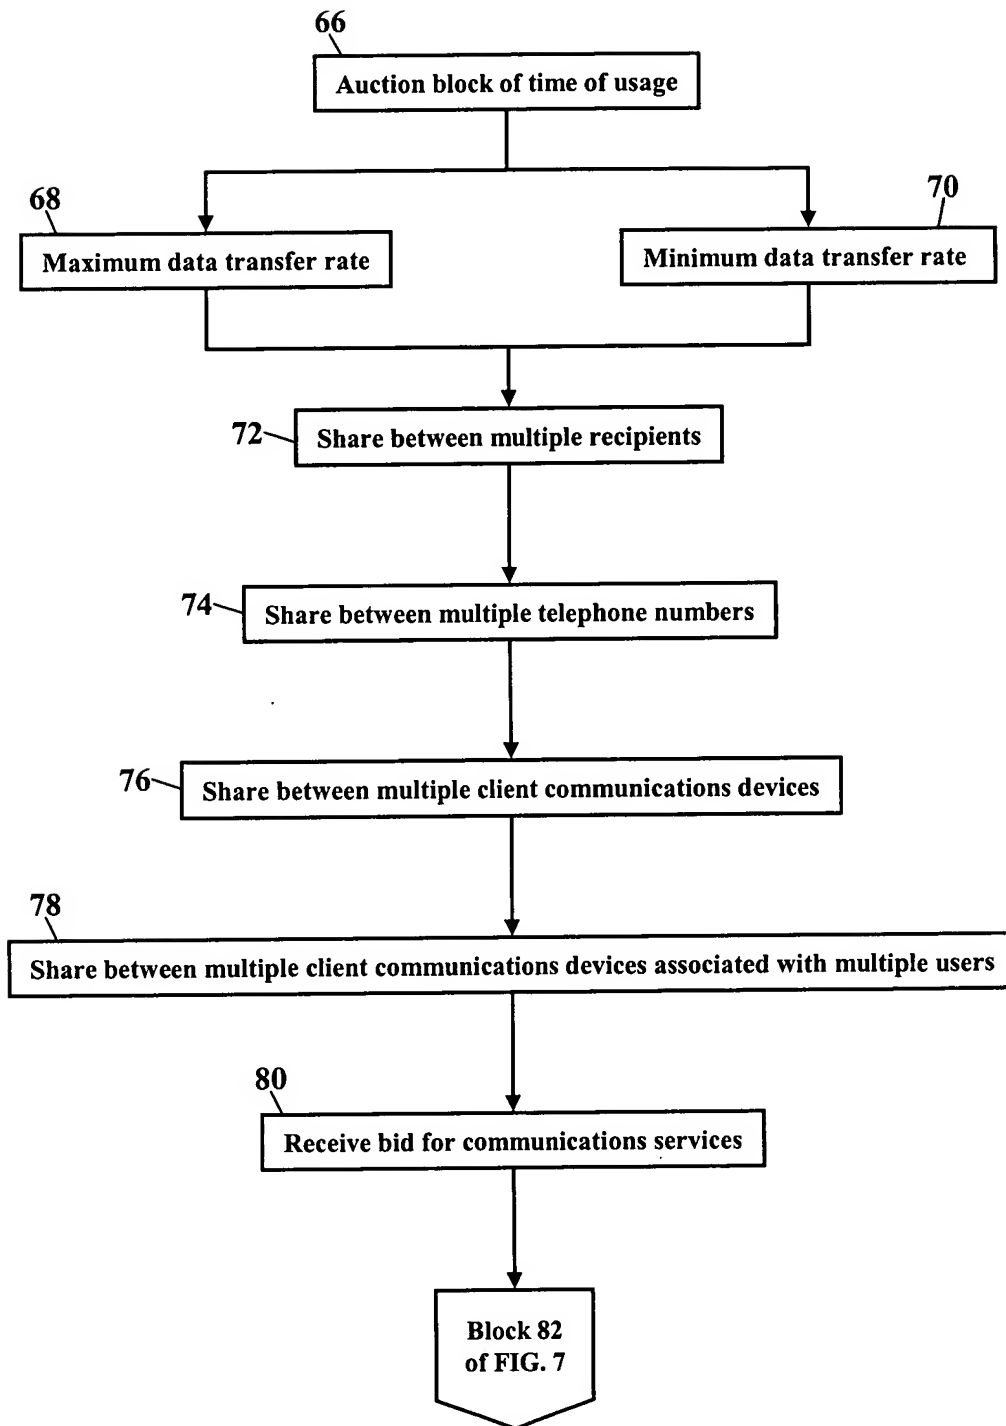 66
Auction block of time of usage
68
70
Maximum data transfer rate
Minimum data transfer rate
72
Share between multiple recipients
74
Share between multiple telephone numbers
76
Share between multiple client communications devices
78
Share between multiple client communications devices associated with multiple users
80
Receive bid for communications services
Block 82
of FIG. 7